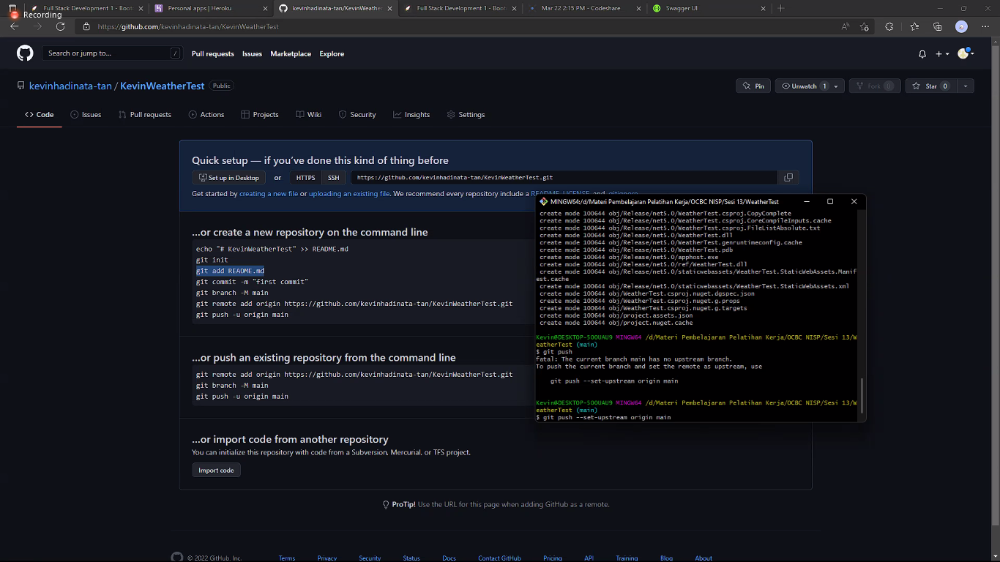 Recording
Full Stack Development 1 - Boot
Personal apps | Heroku
kevinhadinata-tan/KevinWeatherTe
Full Stack Development 1 - Boot
Mar 22 2:15 PM - Codeshare
Swagger UI
https://github.com/kevinhadinata-tan/KevinWeatherTest
Search or jump to...
/
Pull requests
Issues
Marketplace
Explore
kevinhadinata-tan / KevinWeatherTest
Public
Pin
Unwatch 1
Fork 0
Star 0
Code
Issues
Pull requests
Actions
Projects
Wiki
Security
Insights
Settings
Quick setup — if you've done this kind of thing before
Set up in Desktop
or
HTTPS
SSH
https://github.com/kevinhadinata-tan/KevinWeatherTest.git
Get started by creating a new file or uploading an existing file. We recommend every repository include a README, LICENSE, and .gitignore.
...or create a new repository on the command line
echo "# KevinWeatherTest" >> README.md
git init
git add README.md
git commit -m "first commit"
git branch -M main
git remote add origin https://github.com/kevinhadinata-tan/KevinWeatherTest.git
git push -u origin main
...or push an existing repository from the command line
git remote add origin https://github.com/kevinhadinata-tan/KevinWeatherTest.git
git branch -M main
git push -u origin main
...or import code from another repository
You can initialize this repository with code from a Subversion, Mercurial, or TFS project.
Import code
ProTip! Use the URL for this page when adding GitHub as a remote.
© 2022 GitHub, Inc.
Terms
Privacy
Security
Status
Docs
Contact GitHub
Pricing
API
Training
Blog
About
MINGW64:/d/Materi Pembelajaran Pelatihan Kerja/OCBC NISP/Sesi 13/WeatherTest
create mode 100644 obj/Release/net5.0/WeatherTest.csproj.CopyComplete
create mode 100644 obj/Release/net5.0/WeatherTest.csproj.CoreCompileInputs.cache
create mode 100644 obj/Release/net5.0/WeatherTest.csproj.FileListAbsolute.txt
create mode 100644 obj/Release/net5.0/WeatherTest.dll
create mode 100644 obj/Release/net5.0/WeatherTest.genruntimeconfig.cache
create mode 100644 obj/Release/net5.0/WeatherTest.pdb
create mode 100644 obj/Release/net5.0/apphost.exe
create mode 100644 obj/Release/net5.0/ref/WeatherTest.dll
create mode 100644 obj/Release/net5.0/staticwebassets/WeatherTest.StaticWebAssets.Manif
est.cache
create mode 100644 obj/Release/net5.0/staticwebassets/WeatherTest.StaticWebAssets.xml
create mode 100644 obj/WeatherTest.csproj.nuget.dgspec.json
create mode 100644 obj/WeatherTest.csproj.nuget.g.props
create mode 100644 obj/WeatherTest.csproj.nuget.g.targets
create mode 100644 obj/project.assets.json
create mode 100644 obj/project.nuget.cache
Kevin@DESKTOP-5O0UAU9 MINGW64 /d/Materi Pembelajaran Pelatihan Kerja/OCBC NISP/Sesi 13/W
eatherTest (main)
$ git push
fatal: The current branch main has no upstream branch.
To push the current branch and set the remote as upstream, use
git push --set-upstream origin main
Kevin@DESKTOP-5O0UAU9 MINGW64 /d/Materi Pembelajaran Pelatihan Kerja/OCBC NISP/Sesi 13/W
eatherTest (main)
$ git push --set-upstream origin main